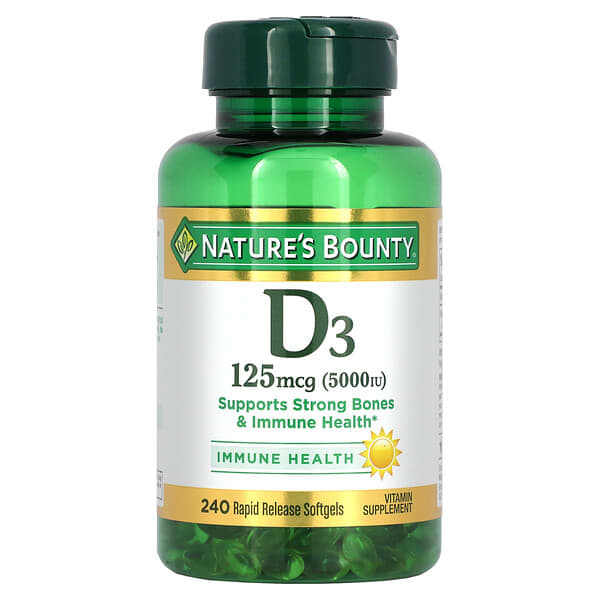 NATURE'S BOUNTY®
D3
125mcg (5000IU)
Supports Strong Bones
& Immune Health*
IMMUNE HEALTH
240 Rapid Release Softgels
VITAMIN
SUPPLEMENT